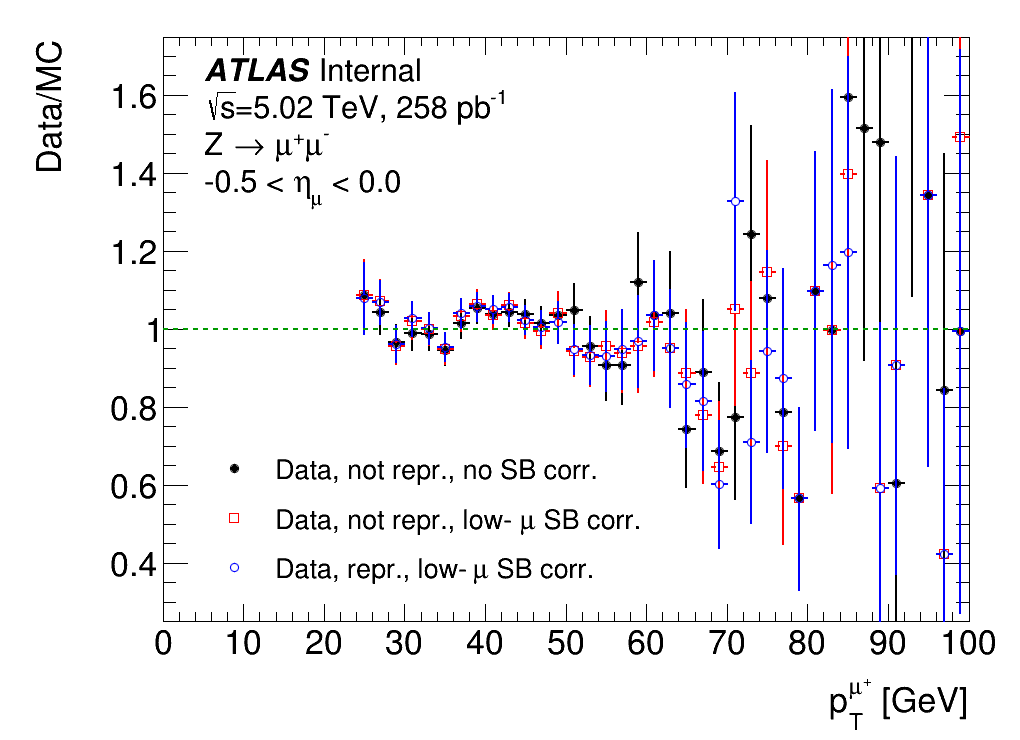 Data/MC
ATLAS Internal
√s=5.02 TeV, 258 pb⁻¹
Z → μ⁺μ⁻
-0.5 < η_μ < 0.0
1.6
1.4
1.2
1
0.8
0.6
0.4
Data, not repr., no SB corr.
Data, not repr., low- μ SB corr.
Data, repr., low- μ SB corr.
0 10 20 30 40 50 60 70 80 90 100
p_T^μ⁺ [GeV]